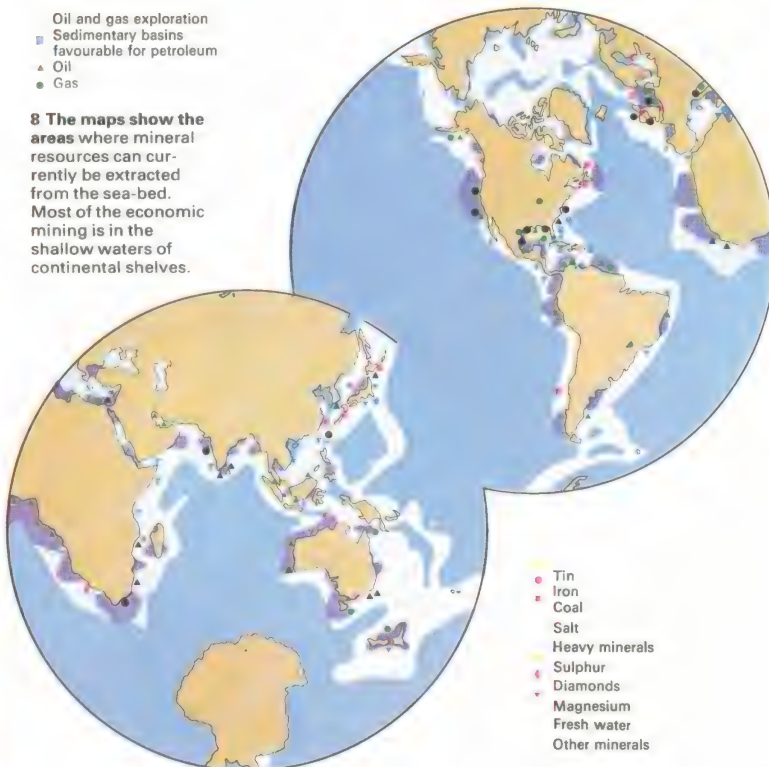 Oil and gas exploration
Sedimentary basins
favourable for petroleum
Oil
Gas
8 The maps show the
areas where mineral
resources can cur-
rently be extracted
from the sea-bed.
Most of the economic
mining is in the
shallow waters of
continental shelves.
Tin
Iron
Coal
Salt
Heavy minerals
Sulphur
Diamonds
Magnesium
Fresh water
Other minerals